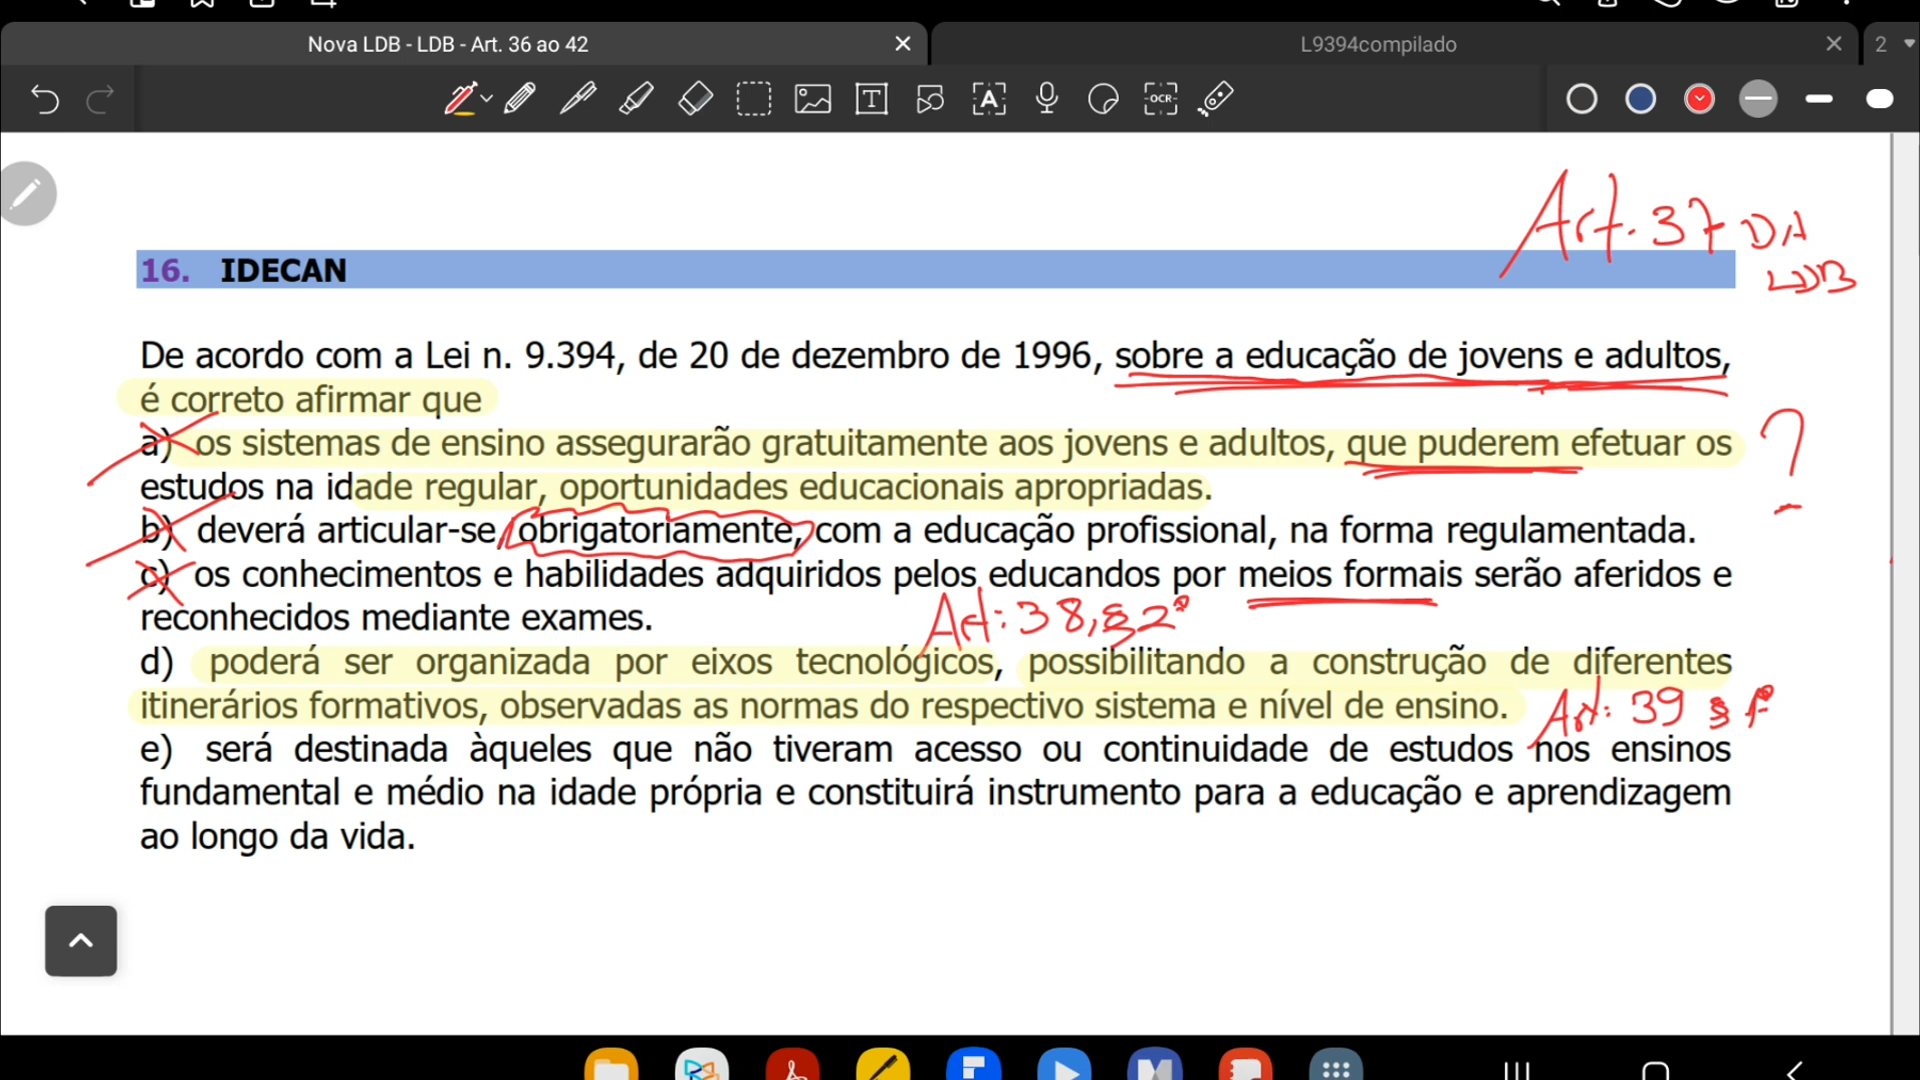 Nova LDB - LDB - Art. 36 ao 42
L9394compilado
2
T
A
OCR
Art. 37 DA
LDB
16. IDECAN
De acordo com a Lei n. 9.394, de 20 de dezembro de 1996, sobre a educação de jovens e adultos,
é correto afirmar que
a) os sistemas de ensino assegurarão gratuitamente aos jovens e adultos, que puderem efetuar os
?
estudos na idade regular, oportunidades educacionais apropriadas.
b) deverá articular-se, obrigatoriamente, com a educação profissional, na forma regulamentada.
c) os conhecimentos e habilidades adquiridos pelos educandos por meios formais serão aferidos e
reconhecidos mediante exames.
Art: 38, §2º
d) poderá ser organizada por eixos tecnológicos, possibilitando a construção de diferentes
itinerários formativos, observadas as normas do respectivo sistema e nível de ensino.
Art: 39 § 1º
e) será destinada àqueles que não tiveram acesso ou continuidade de estudos nos ensinos
fundamental e médio na idade própria e constituirá instrumento para a educação e aprendizagem
ao longo da vida.